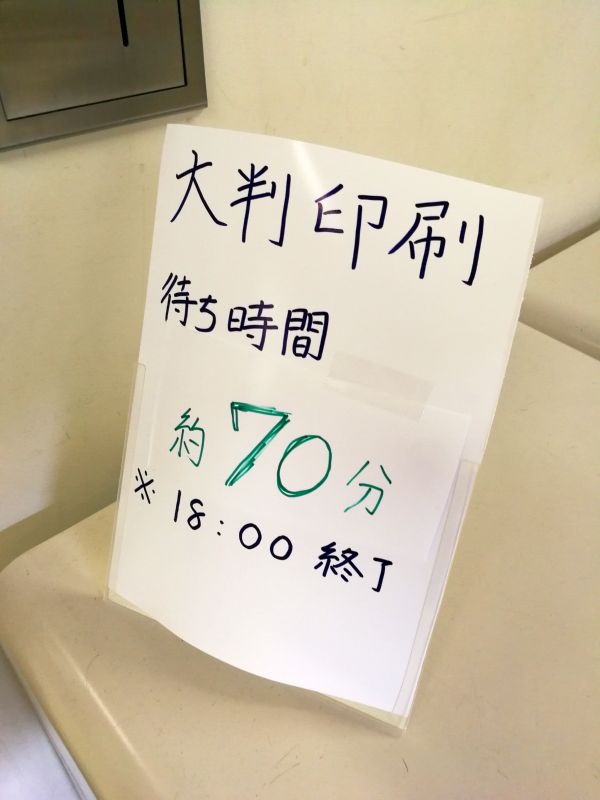 大判印刷
待ち時間
約70分
※18:00終了